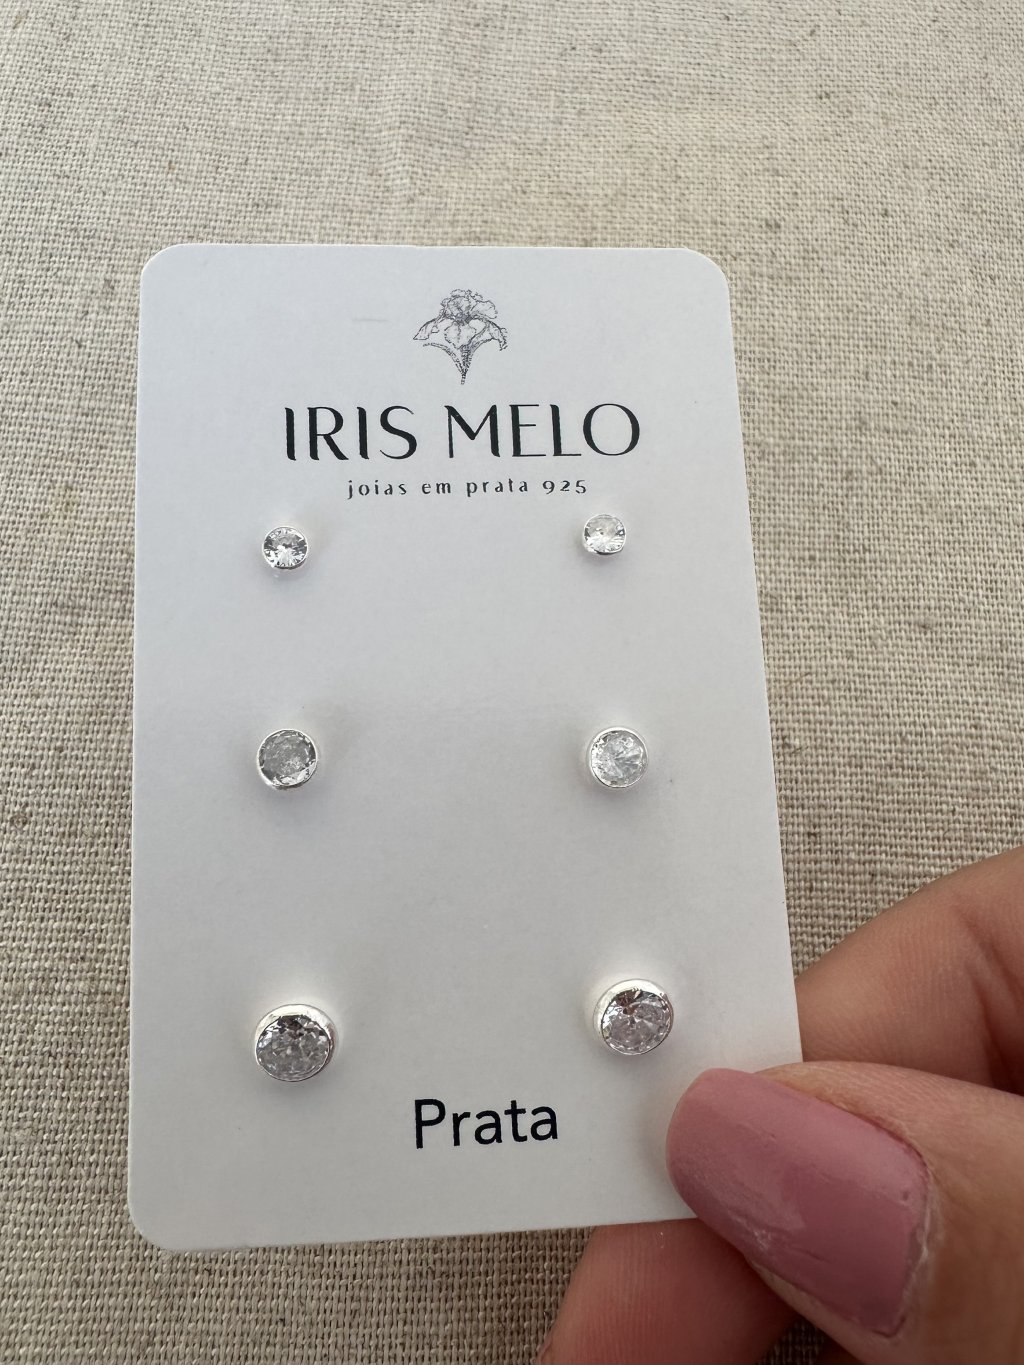 IRIS MELO
joias em prata 925
Prata